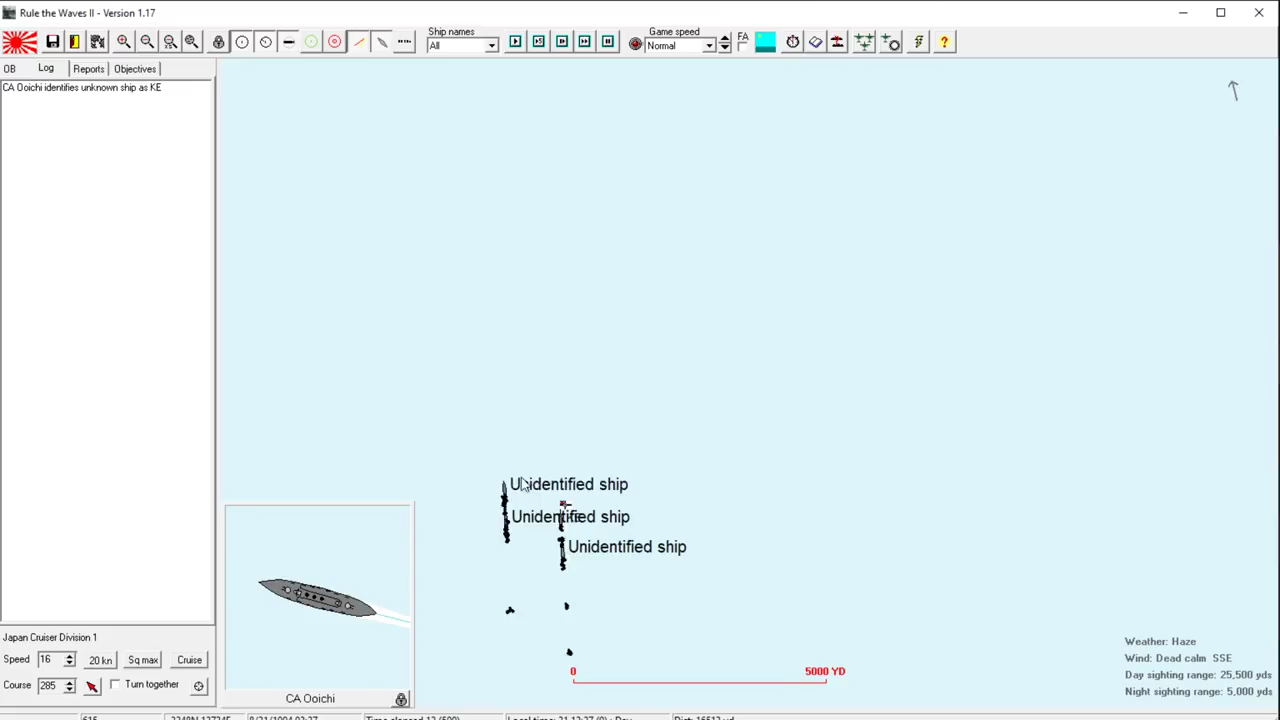 Rule the Waves II - Version 1.17
Ship names
All
Game speed
Normal
FA
OB
Log
Reports
Objectives
CA Ooichi identifies unknown ship as KE
Unidentified ship
Unidentified ship
Unidentified ship
0
5000 YD
Weather: Haze
Wind: Dead calm SSE
Day sighting range: 25,500 yds
Night sighting range: 5,000 yds
Japan Cruiser Division 1
Speed 16
20 kn
Sq max
Cruise
Course 285
Turn together
CA Ooichi